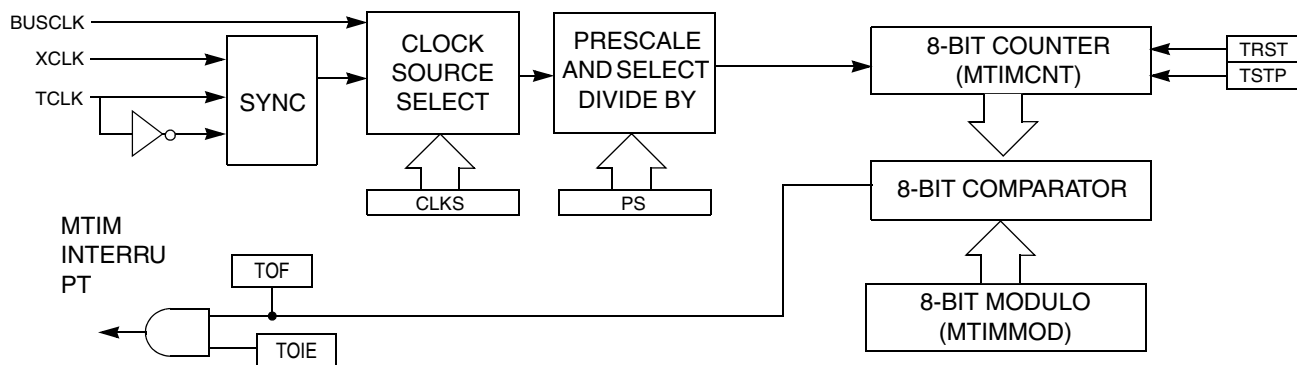 BUSCLK
XCLK
TCLK
SYNC
CLOCK
SOURCE
SELECT
CLKS
PRESCALE
AND SELECT
DIVIDE BY
PS
8-BIT COUNTER
(MTIMCNT)
TRST
TSTP
8-BIT COMPARATOR
8-BIT MODULO
(MTIMMOD)
MTIM
INTERRU
PT
TOF
TOIE